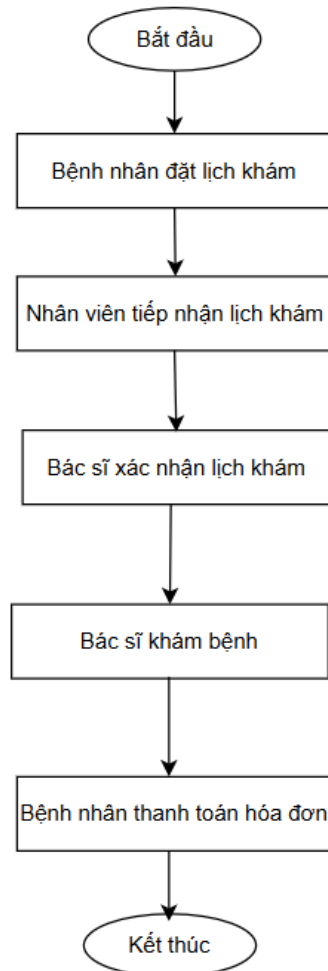 Bắt đầu
Bệnh nhân đặt lịch khám
Nhân viên tiếp nhận lịch khám
Bác sĩ xác nhận lịch khám
Bác sĩ khám bệnh
Bệnh nhân thanh toán hóa đơn
Kết thúc